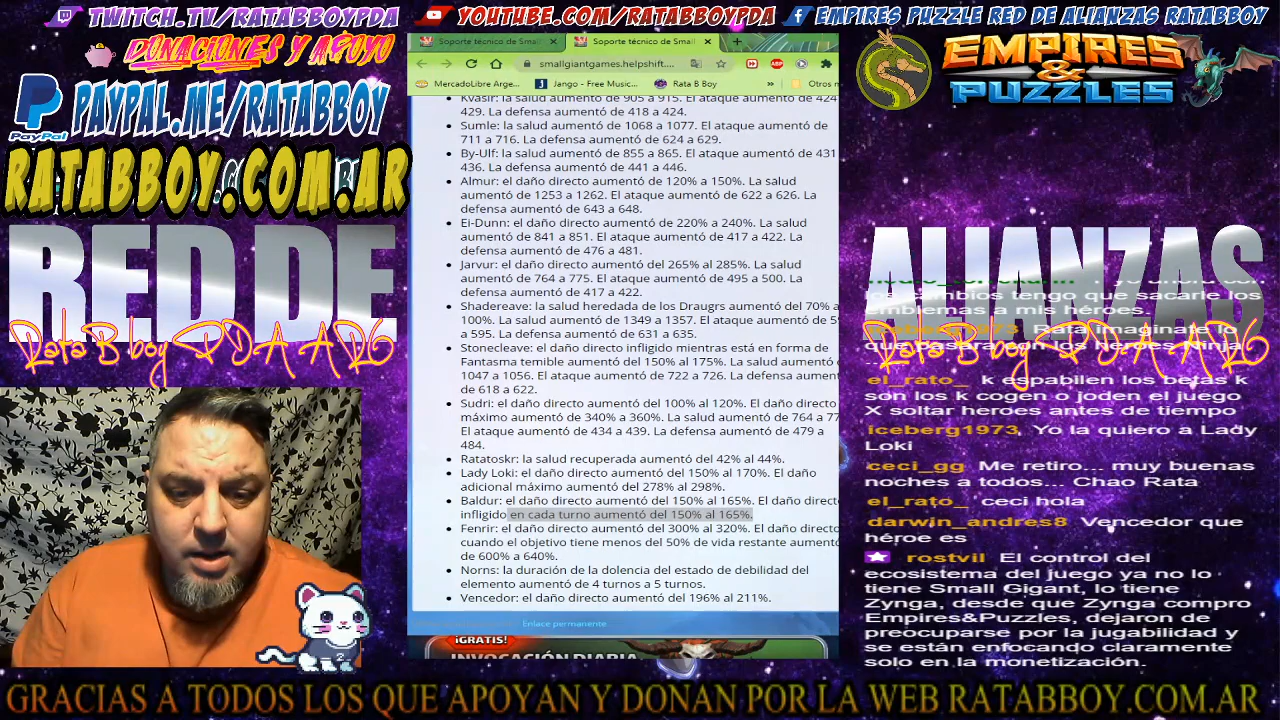 TWITCH.TV/RATABBOYPDA
YOUTUBE.COM/RATABBOYPDA
EMPIRES PUZZLE RED DE ALIANZAS RATABBOY
DONACIONES Y APOYO
PayPal
PAYPAL.ME/RATABBOY
RATABBOY.COM.AR
RED DE
Rata B boy PDA ARG
Soporte técnico de Smal
Soporte técnico de Smal
smallgiantgames.helpshift....
MercadoLibre Arge...
Jango - Free Music...
Rata B Boy
Otros m
Kvasir: la salud aumentó de 905 a 915. El ataque aumentó de 424
429. La defensa aumentó de 418 a 424.
Sumle: la salud aumentó de 1068 a 1077. El ataque aumentó de
711 a 716. La defensa aumentó de 624 a 629.
By-Ulf: la salud aumentó de 855 a 865. El ataque aumentó de 431
436. La defensa aumentó de 441 a 446.
Almur: el daño directo aumentó de 120% a 150%. La salud
aumentó de 1253 a 1262. El ataque aumentó de 622 a 626. La
defensa aumentó de 643 a 648.
Ei-Dunn: el daño directo aumentó de 220% a 240%. La salud
aumentó de 841 a 851. El ataque aumentó de 417 a 422. La
defensa aumentó de 476 a 481.
Jarvur: el daño directo aumentó del 265% al 285%. La salud
aumentó de 764 a 775. El ataque aumentó de 495 a 500. La
defensa aumentó de 417 a 422.
Shadereave: la salud heredada de los Draugrs aumentó del 70% a
100%. La salud aumentó de 1349 a 1357. El ataque aumentó de 59
a 595. La defensa aumentó de 631 a 635.
Stonecleave: el daño directo infligido mientras está en forma de
Fantasma temible aumentó del 150% al 175%. La salud aumentó
1047 a 1056. El ataque aumentó de 722 a 726. La defensa aumen
de 618 a 622.
Sudri: el daño directo aumentó del 100% al 120%. El daño directo
máximo aumentó de 340% a 360%. La salud aumentó de 764 a 77
El ataque aumentó de 434 a 439. La defensa aumentó de 479 a
484.
Ratatoskr: la salud recuperada aumentó del 42% al 44%.
Lady Loki: el daño directo aumentó del 150% al 170%. El daño
adicional máximo aumentó del 278% al 298%.
Baldur: el daño directo aumentó del 150% al 165%. El daño direct
infligido en cada turno aumentó del 150% al 165%.
Fenrir: el daño directo aumentó del 300% al 320%. El daño directo
cuando el objetivo tiene menos del 50% de vida restante aumentó
de 600% a 640%.
Norns: la duración de la dolencia del estado de debilidad del
elemento aumentó de 4 turnos a 5 turnos.
Vencedor: el daño directo aumentó del 196% al 211%.
Enlace permanente
¡GRATIS!
INVOCACIÓN DIARIA
EMPIRES
&
PUZZLES
ALIANZAS
Rata B boy PDA ARG
los cambios tengo que sacarle los
emblemas a mis héroes.
iceberg1973 Rata imaginate lo
que pasara con los heroes Ninja
...
el_rato_ k espabilen los betas k
son los k cogen o joden el juego
X soltar heroes antes de tiempo
iceberg1973 Yo la quiero a Lady
Loki
ceci_gg Me retiro... muy buenas
noches a todos... Chao Rata
el_rato_ ceci hola
darwin_andres8 Vencedor que
héroe es
rostvil El control del
ecosistema del juego ya no lo
tiene Small Gigant, lo tiene
Zynga, desde que Zynga compro
Empires&Puzzles, dejaron de
preocuparse por la jugabilidad y
se están enfocando claramente
solo en la monetización.
GRACIAS A TODOS LOS QUE APOYAN Y DONAN POR LA WEB RATABBOY.COM.AR